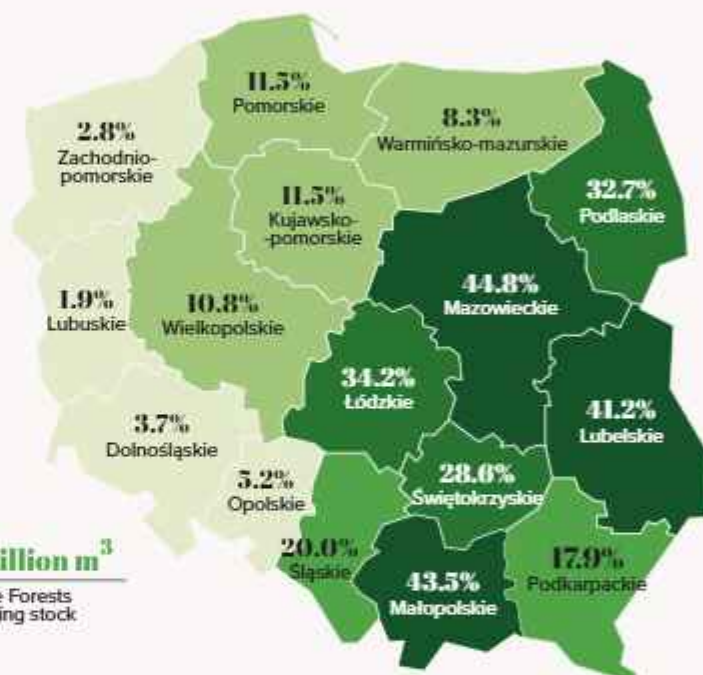 11.5%
Pomorskie
2.8%
Zachodnio-
pomorskie
8.3%
Warmińsko-mazurskie
32.7%
Podlaskie
11.5%
Kujawsko-
-pomorskie
44.8%
Mazowieckie
1.9%
Lubuskie
10.8%
Wielkopolskie
34.2%
Łódzkie
41.2%
Lubelskie
3.7%
Dolnośląskie
5.2%
Opolskie
28.6%
Świętokrzyskie
20.0%
Śląskie
43.5%
Małopolskie
17.9%
Podkarpackie
m³
Forests
stock